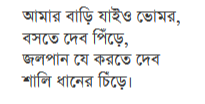 আমার বাড়ি যাইও ভোমর,
বসতে দেব পিঁড়ে,
জলপান যে করতে দেব
শালি ধানের চিঁড়ে।